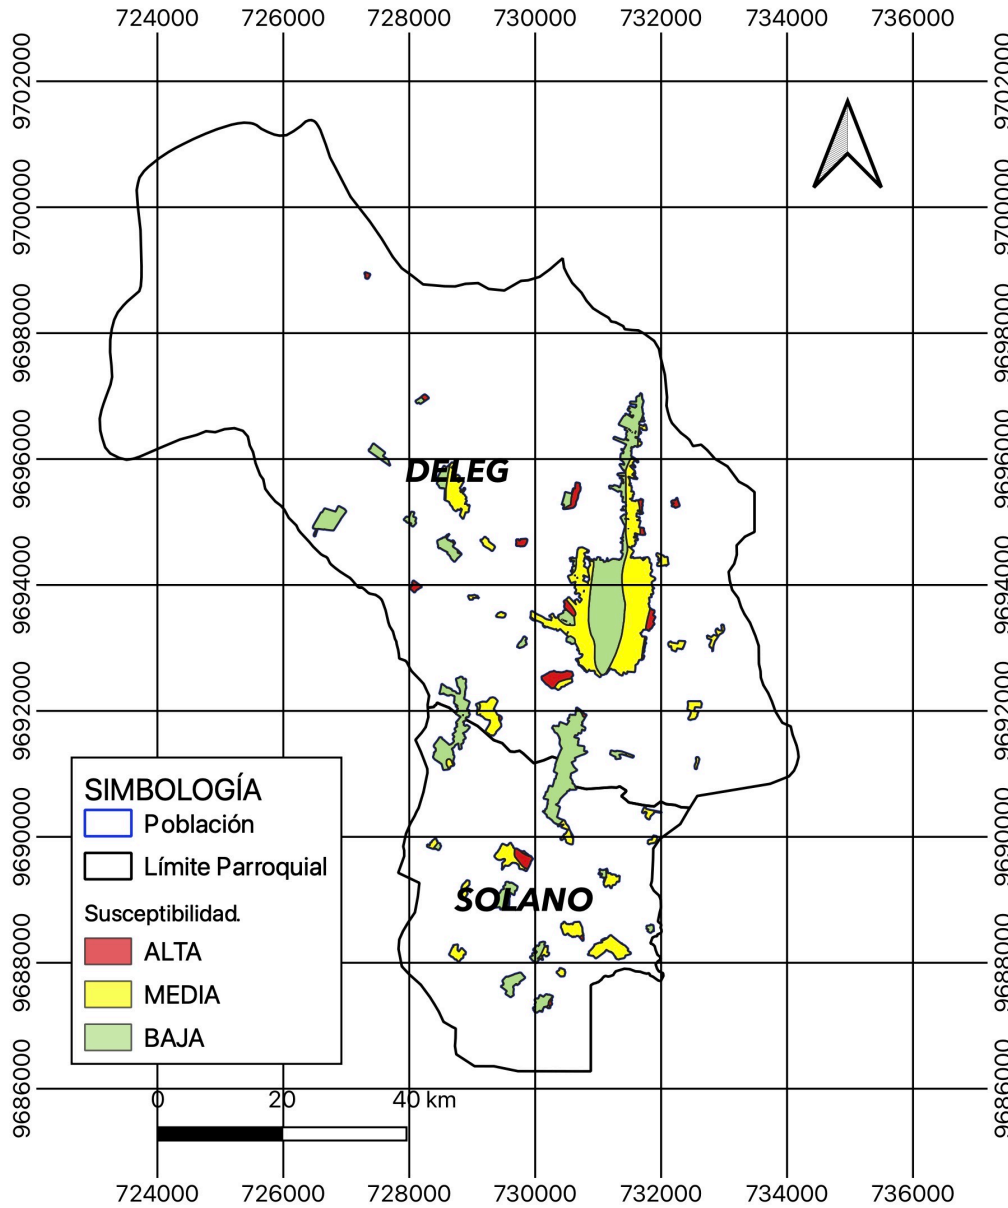 724000 726000 728000 730000 732000 734000 736000
9702000 9702000
9700000 9700000
9698000 9698000
9696000 9696000
DELEG
9694000 9694000
9692000 9692000
SIMBOLOGÍA
Población
Límite Parroquial
Susceptibilidad.
ALTA
MEDIA
BAJA
9690000 9690000
SOLANO
9688000 9688000
9686000 9686000
0 20 40 km
724000 726000 728000 730000 732000 734000 736000